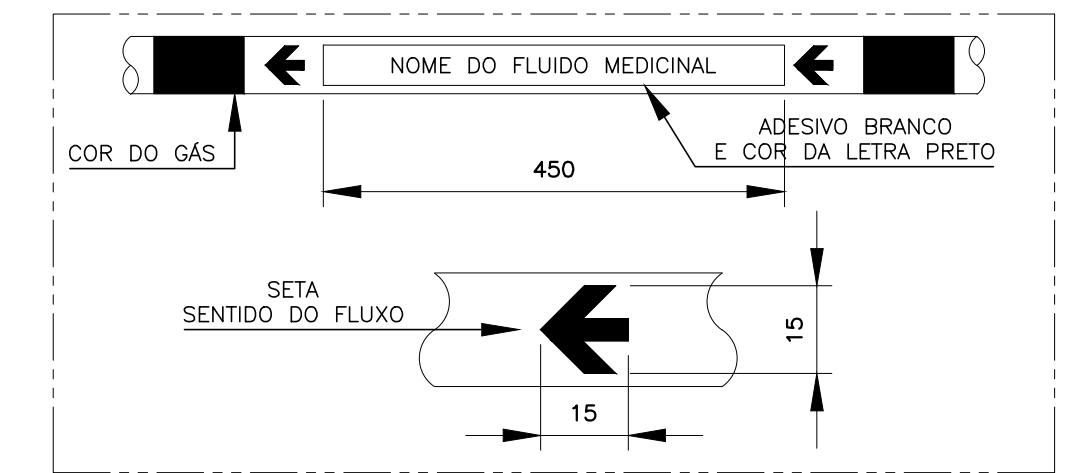 NOME DO FLUIDO MEDICINAL
COR DO GÁS
ADESIVO BRANCO
E COR DA LETRA PRETO
450
SETA
SENTIDO DO FLUXO
15
15